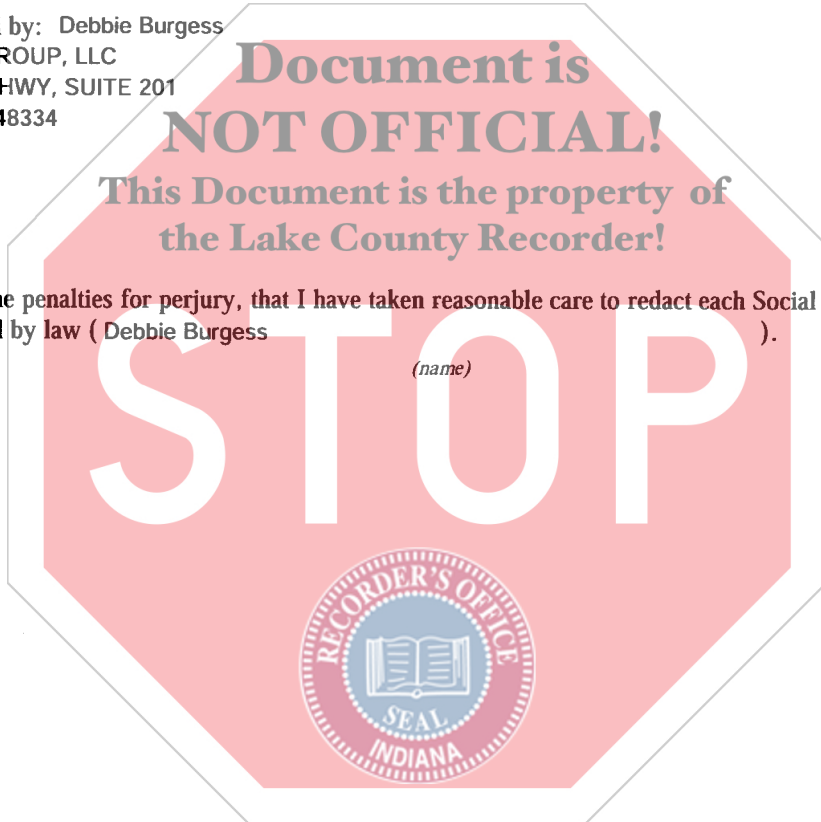 by: Debbie Burgess
ROUP, LLC
HWY, SUITE 201
48334
Document is
NOT OFFICIAL!
This Document is the property of
the Lake County Recorder!
e penalties for perjury, that I have taken reasonable care to redact each Social
by law ( Debbie Burgess ).
(name)
STOP
RECORDER'S OFFICE
SEAL
INDIANA